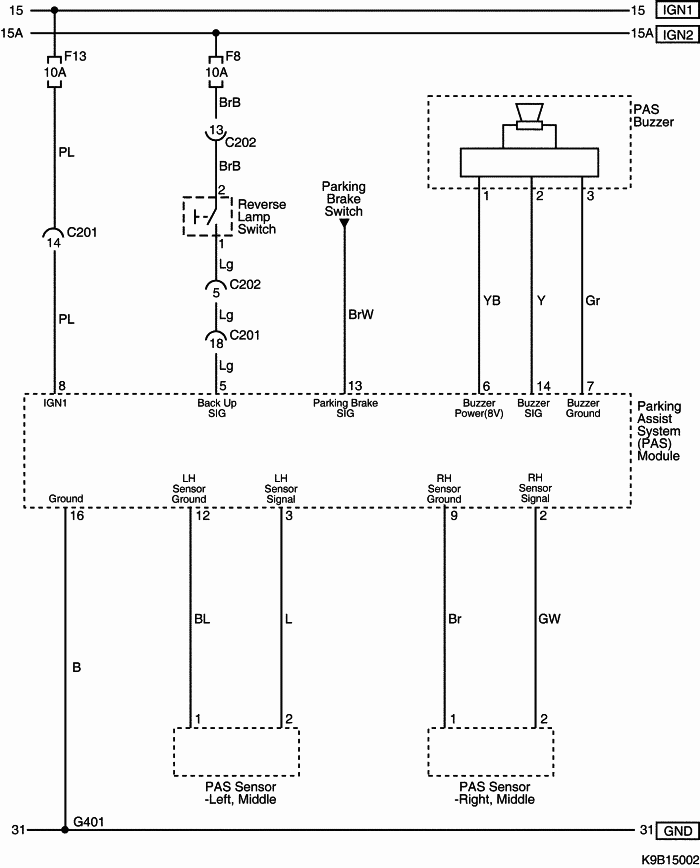 15
15
IGN1
15A
15A
IGN2
F13
10A
F8
10A
BrB
13
C202
BrB
PL
2
Reverse
Lamp
Switch
1
14
C201
Lg
5
C202
Lg
18
C201
Lg
PL
Parking
Brake
Switch
BrW
PAS
Buzzer
1
2
3
YB
Y
Gr
8
5
13
6
14
7
IGN1
Back Up
SIG
Parking Brake
SIG
Buzzer
Power(8V)
Buzzer
SIG
Buzzer
Ground
Parking
Assist
System
(PAS)
Module
Ground
LH
Sensor
Ground
LH
Sensor
Signal
RH
Sensor
Ground
RH
Sensor
Signal
16
12
3
9
2
B
BL
L
Br
GW
1
2
1
2
PAS Sensor
-Left, Middle
PAS Sensor
-Right, Middle
31
G401
31
GND
K9B15002